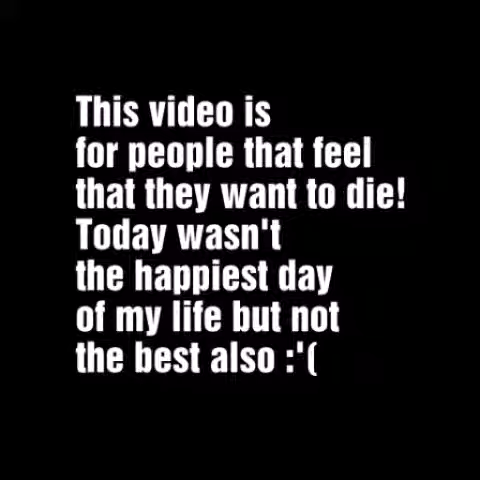 This video is
for people that feel
that they want to die!
Today wasn't
the happiest day
of my life but not
the best also :'(